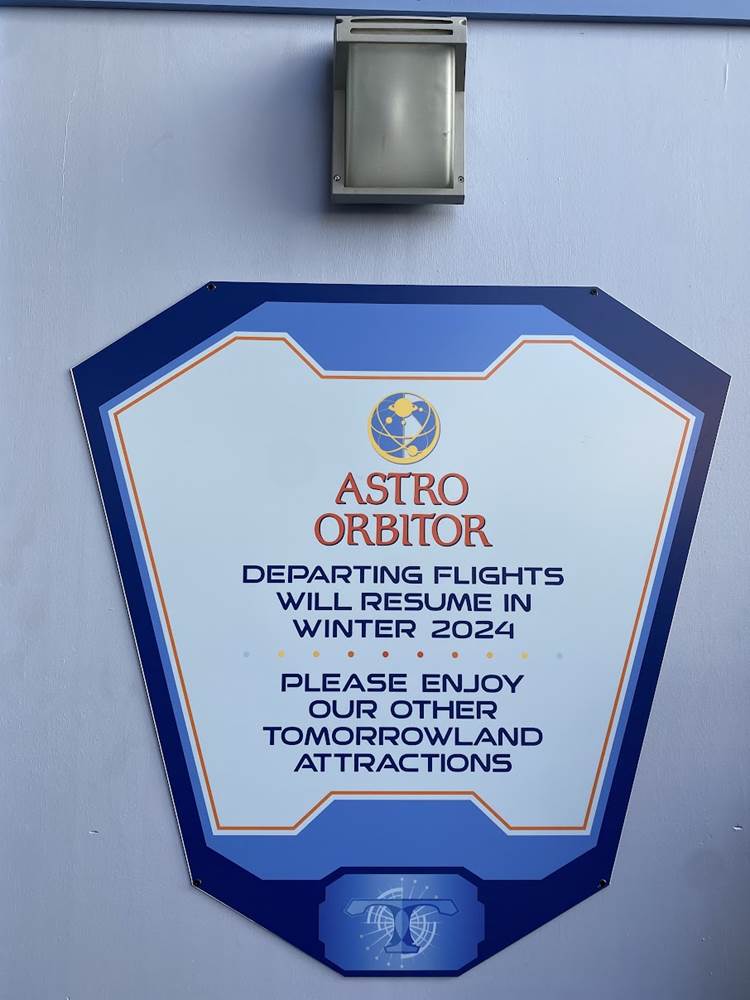 ASTRO
ORBITOR
DEPARTING FLIGHTS
WILL RESUME IN
WINTER 2024
PLEASE ENJOY
OUR OTHER
TOMORROWLAND
ATTRACTIONS
T